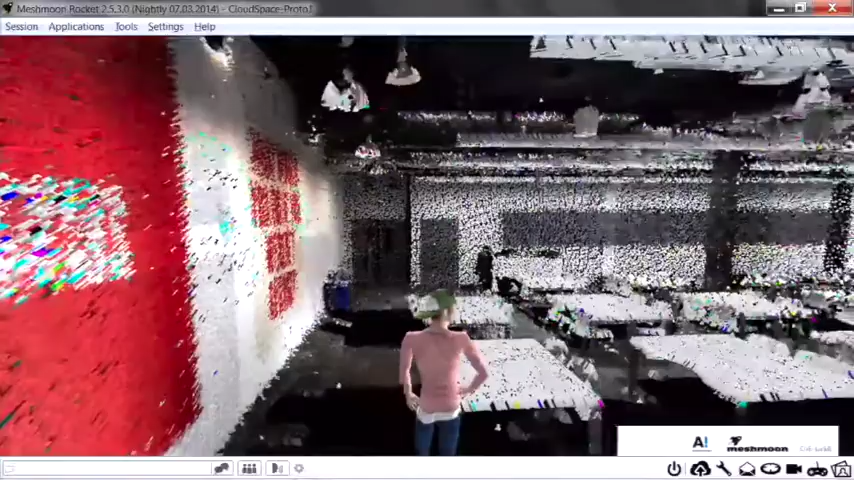 Meshmoon Rocket 2.5.3.0 (Nightly 07.03.2014) - CloudSpace-Proto1
Session Applications Tools Settings Help
A! meshmoon